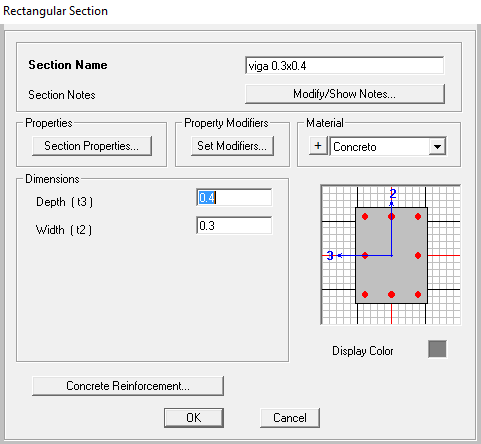 Rectangular Section
Section Name
viga 0.3x0.4
Section Notes
Modify/Show Notes...
Properties
Section Properties...
Property Modifiers
Set Modifiers...
Material
+
Concreto
Dimensions
Depth ( t3 )
0.4
Width ( t2 )
0.3
2
3
Display Color
Concrete Reinforcement...
OK
Cancel